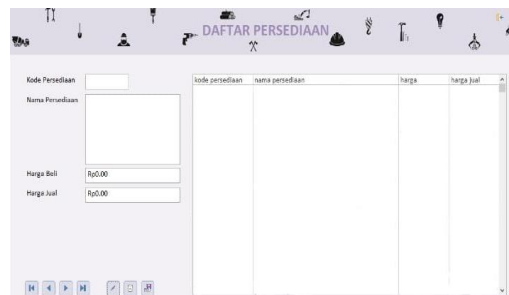 DAFTAR PERSEDIAAN
Kode Persediaan
Nama Persediaan
Harga Beli Rp0.00
Harga Jual Rp0.00
kode persediaan nama persediaan harga harga jual